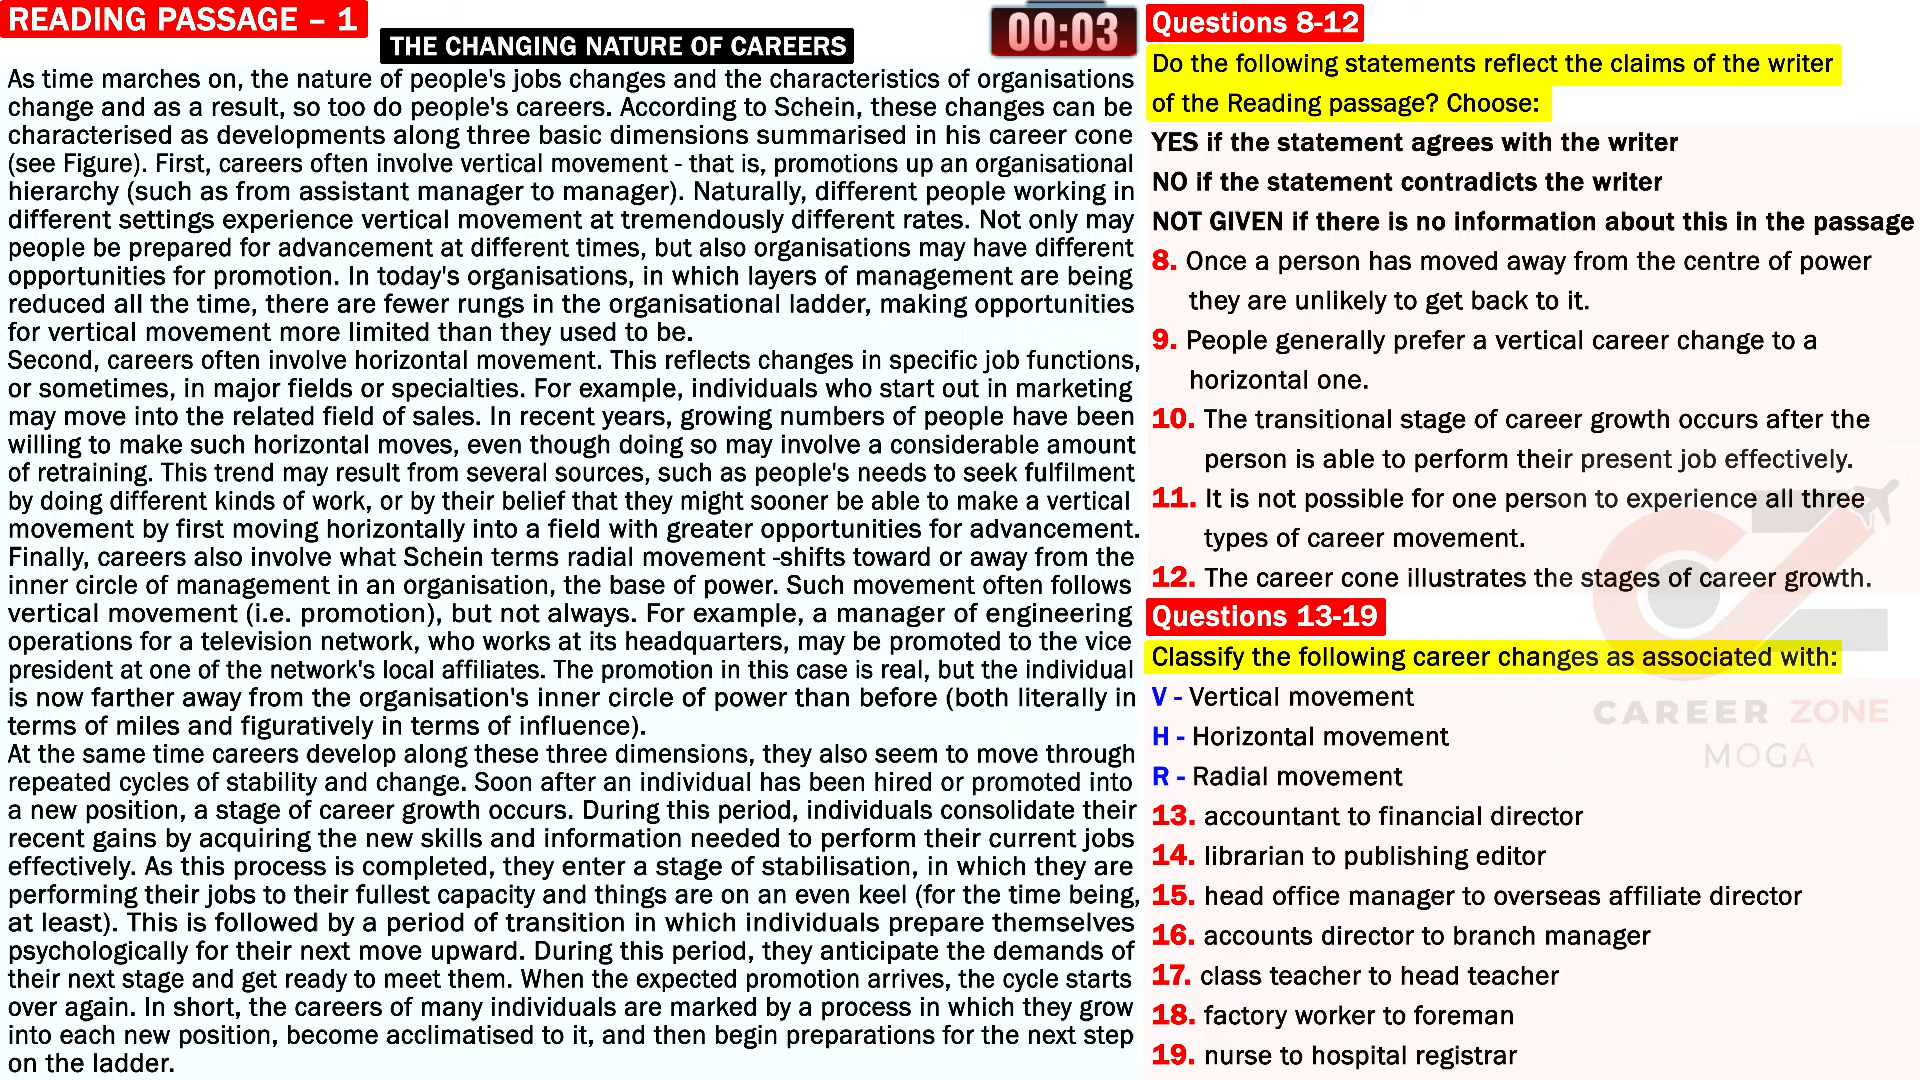 READING PASSAGE – 1
THE CHANGING NATURE OF CAREERS
00:03
As time marches on, the nature of people's jobs changes and the characteristics of organisations
change and as a result, so too do people's careers. According to Schein, these changes can be
characterised as developments along three basic dimensions summarised in his career cone
(see Figure). First, careers often involve vertical movement - that is, promotions up an organisational
hierarchy (such as from assistant manager to manager). Naturally, different people working in
different settings experience vertical movement at tremendously different rates. Not only may
people be prepared for advancement at different times, but also organisations may have different
opportunities for promotion. In today's organisations, in which layers of management are being
reduced all the time, there are fewer rungs in the organisational ladder, making opportunities
for vertical movement more limited than they used to be.
Second, careers often involve horizontal movement. This reflects changes in specific job functions,
or sometimes, in major fields or specialties. For example, individuals who start out in marketing
may move into the related field of sales. In recent years, growing numbers of people have been
willing to make such horizontal moves, even though doing so may involve a considerable amount
of retraining. This trend may result from several sources, such as people's needs to seek fulfilment
by doing different kinds of work, or by their belief that they might sooner be able to make a vertical
movement by first moving horizontally into a field with greater opportunities for advancement.
Finally, careers also involve what Schein terms radial movement -shifts toward or away from the
inner circle of management in an organisation, the base of power. Such movement often follows
vertical movement (i.e. promotion), but not always. For example, a manager of engineering
operations for a television network, who works at its headquarters, may be promoted to the vice
president at one of the network's local affiliates. The promotion in this case is real, but the individual
is now farther away from the organisation's inner circle of power than before (both literally in
terms of miles and figuratively in terms of influence).
At the same time careers develop along these three dimensions, they also seem to move through
repeated cycles of stability and change. Soon after an individual has been hired or promoted into
a new position, a stage of career growth occurs. During this period, individuals consolidate their
recent gains by acquiring the new skills and information needed to perform their current jobs
effectively. As this process is completed, they enter a stage of stabilisation, in which they are
performing their jobs to their fullest capacity and things are on an even keel (for the time being,
at least). This is followed by a period of transition in which individuals prepare themselves
psychologically for their next move upward. During this period, they anticipate the demands of
their next stage and get ready to meet them. When the expected promotion arrives, the cycle starts
over again. In short, the careers of many individuals are marked by a process in which they grow
into each new position, become acclimatised to it, and then begin preparations for the next step
on the ladder.
Questions 8-12
Do the following statements reflect the claims of the writer
of the Reading passage? Choose:
YES if the statement agrees with the writer
NO if the statement contradicts the writer
NOT GIVEN if there is no information about this in the passage
8. Once a person has moved away from the centre of power
they are unlikely to get back to it.
9. People generally prefer a vertical career change to a
horizontal one.
10. The transitional stage of career growth occurs after the
person is able to perform their present job effectively.
11. It is not possible for one person to experience all three
types of career movement.
12. The career cone illustrates the stages of career growth.
Questions 13-19
Classify the following career changes as associated with:
V - Vertical movement
H - Horizontal movement
R - Radial movement
13. accountant to financial director
14. librarian to publishing editor
15. head office manager to overseas affiliate director
16. accounts director to branch manager
17. class teacher to head teacher
18. factory worker to foreman
19. nurse to hospital registrar
CAREER ZONE
MOGA